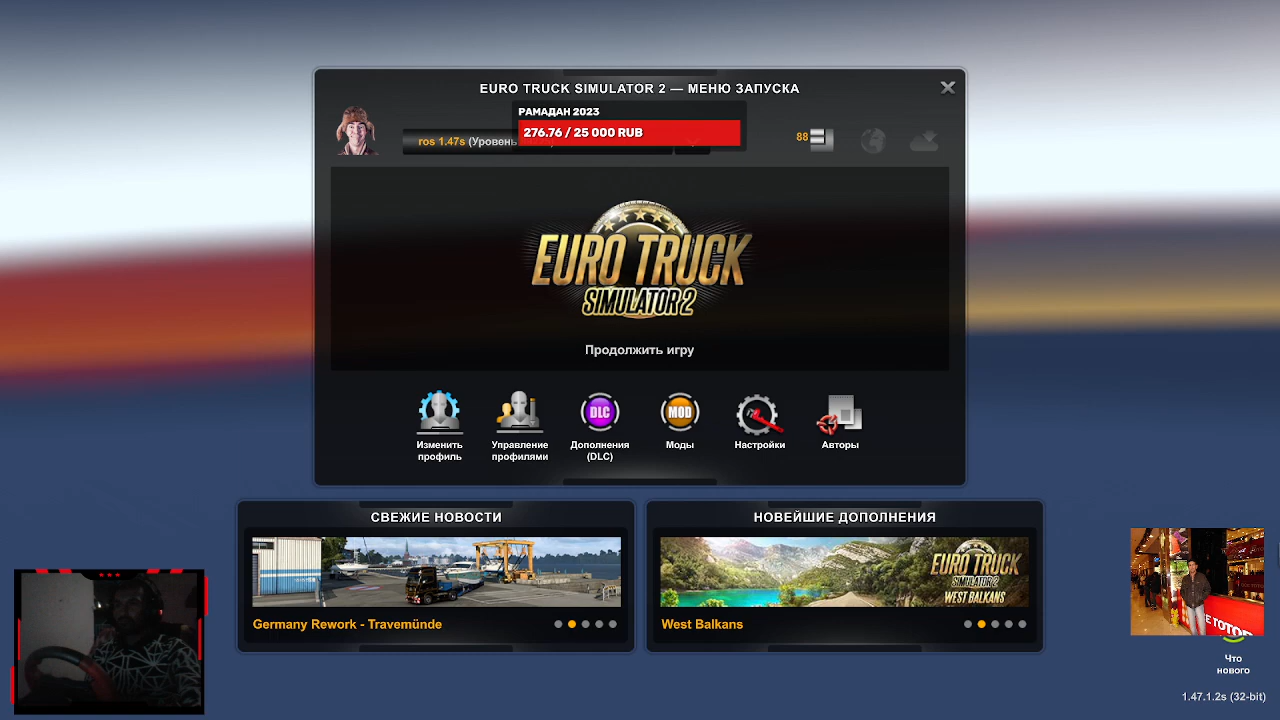 EURO TRUCK SIMULATOR 2 — МЕНЮ ЗАПУСКА
РАМАДАН 2023
276.76 / 25 000 RUB
ros 1.47s (Уровень
88
EURO TRUCK
SIMULATOR 2
Продолжить игру
Изменить
профиль
Управление
профилями
DLC
Дополнения
(DLC)
MOD
Моды
Настройки
Авторы
СВЕЖИЕ НОВОСТИ
Germany Rework - Travemünde
НОВЕЙШИЕ ДОПОЛНЕНИЯ
EURO TRUCK
SIMULATOR 2
WEST BALKANS
West Balkans
Что
нового
1.47.1.2s (32-bit)